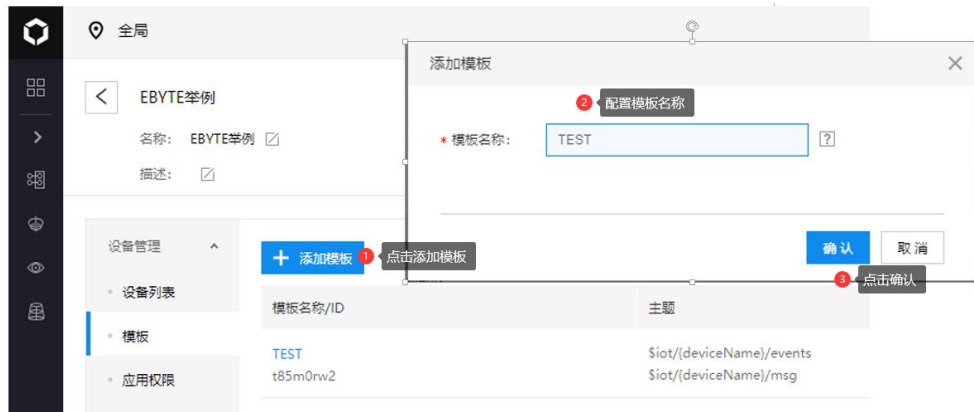 全局
添加模板
EBYTE举例
2 配置模板名称
名称: EBYTE举例
* 模板名称: TEST ?
描述:
设备管理
+ 添加模板 1 点击添加模板
确认 取消
3 点击确认
设备列表
模板名称/ID 主题
模板
TEST $iot/{deviceName}/events
t85m0rw2 $iot/{deviceName}/msg
应用权限